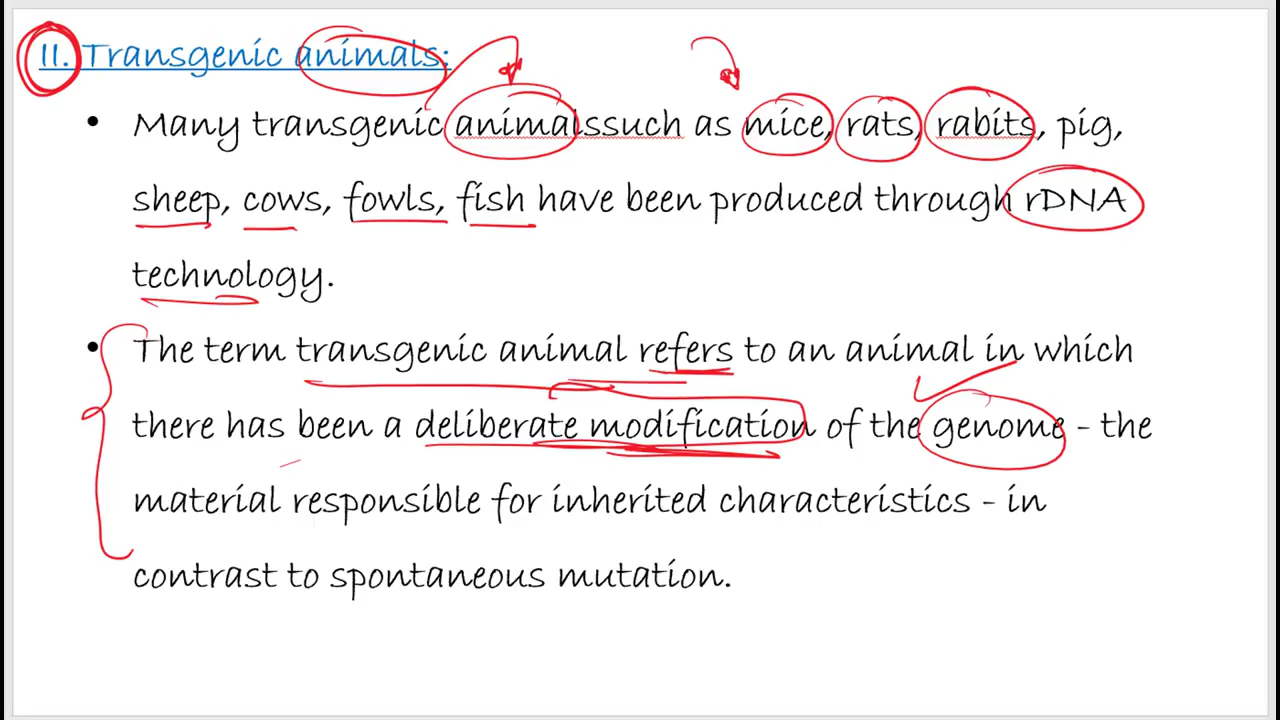 II. Transgenic animals:
• Many transgenic animalssuch as mice, rats, rabits, pig,
sheep, cows, fowls, fish have been produced through rDNA
technology.
• The term transgenic animal refers to an animal in which
there has been a deliberate modification of the genome - the
material responsible for inherited characteristics - in
contrast to spontaneous mutation.